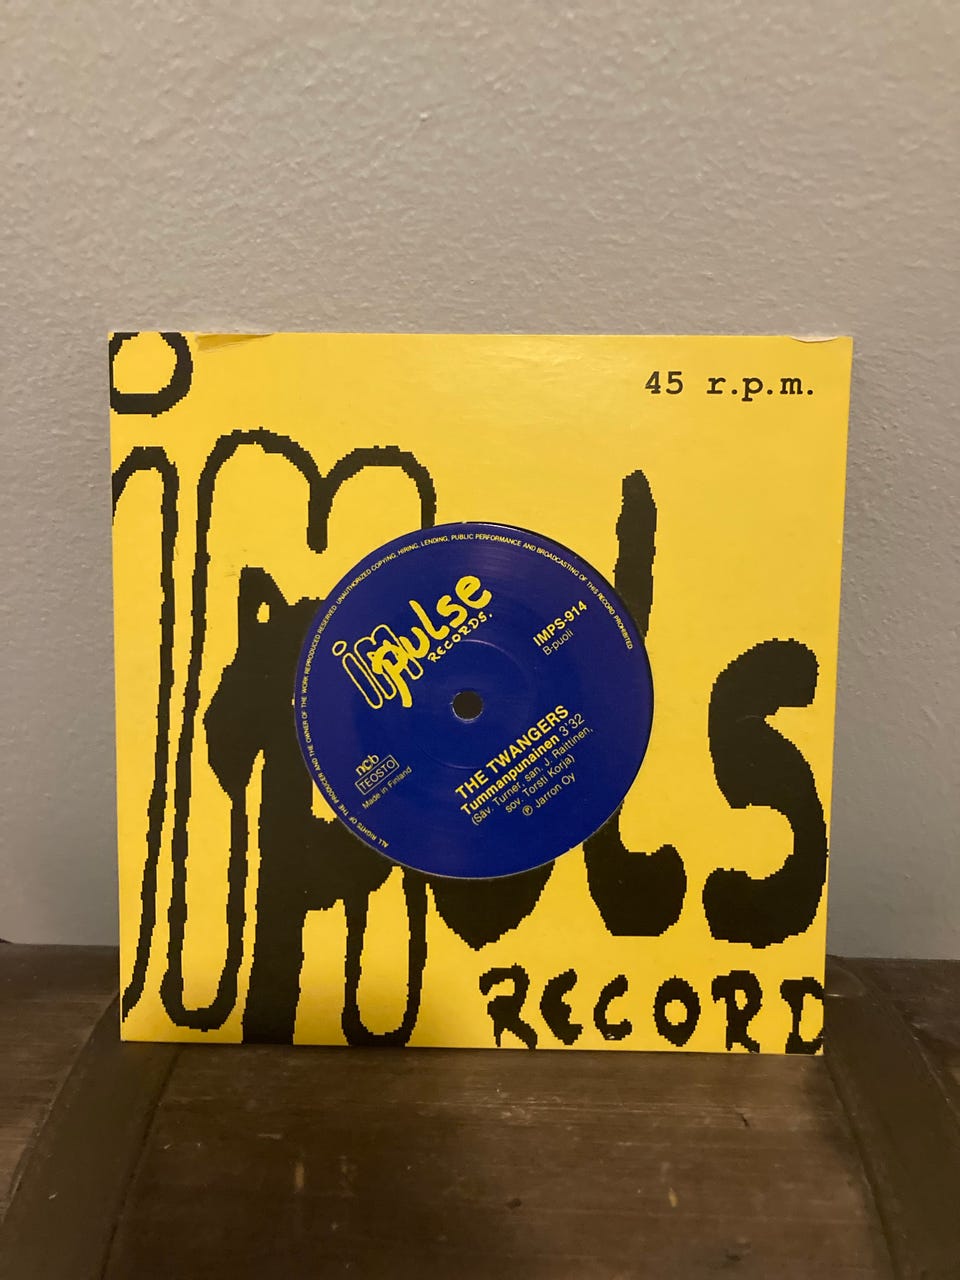 45 r.p.m.
impuls
RECORD
impulse
RECORDS.
IMPS-914
B-puoli
ncb
TEOSTO
Made in Finland
THE TWANGERS
Tummanpunainen 3'32
(Säv. Turner, san. J. Raittinen,
sov. Torsti Korja)
℗ Jarron Oy
ALL RIGHTS OF THE PRODUCER AND THE OWNER OF THE WORK REPRODUCED RESERVED UNAUTHORIZED COPYING, HIRING, LENDING, PUBLIC PERFORMANCE AND BROADCASTING OF THIS RECORD PROHIBITED